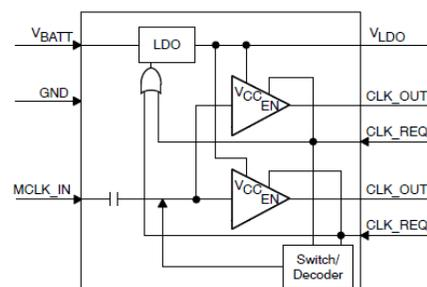 VBATT
LDO
VLDO
GND
VCC
EN
CLK_OUT
CLK_REQ
MCLK_IN
VCC
EN
CLK_OUT
CLK_REQ
Switch/
Decoder